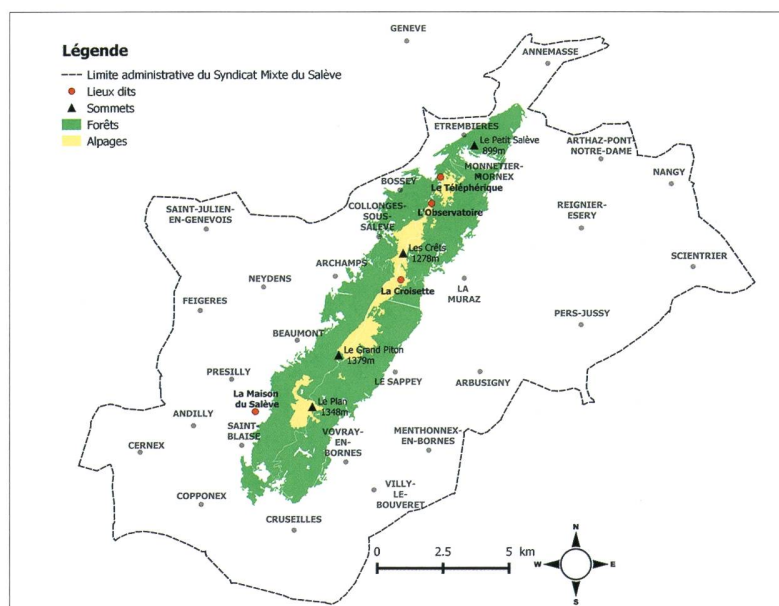 GENEVE
Légende
ANNEMASSE
Limite administrative du Syndicat Mixte du Salève
Lieux dits
Sommets
Forêts
Alpages
ETREMBIERES
Le Petit Salève
899m
ARTHAZ-PONT
NOTRE-DAME
MONNETIER-
MORNEX
NANGY
BOSSEY
Le Téléphérique
SAINT-JULIEN-
EN-GENEVOIS
COLLONGES-
SOUS-
SALEVE
L'Observatoire
REIGNIER-
ESERY
Les Crêts
1278m
SCIENTRIER
ARCHAMPS
NEYDENS
La Croisette
LA
MURAZ
FEIGERES
PERS-JUSSY
BEAUMONT
Le Grand Piton
1379m
PRESILLY
LE SAPPEY
ARBUSIGNY
La Maison
du Salève
Le Plan
1348m
ANDILLY
SAINT-
BLAISE
VOVRAY-
EN-
BORNES
MENTHONNEX-
EN-BORNES
CERNEX
VILLY-
LE-
BOUVERET
COPPONEX
CRUSEILLES
0 2.5 5 km
N
W E
S